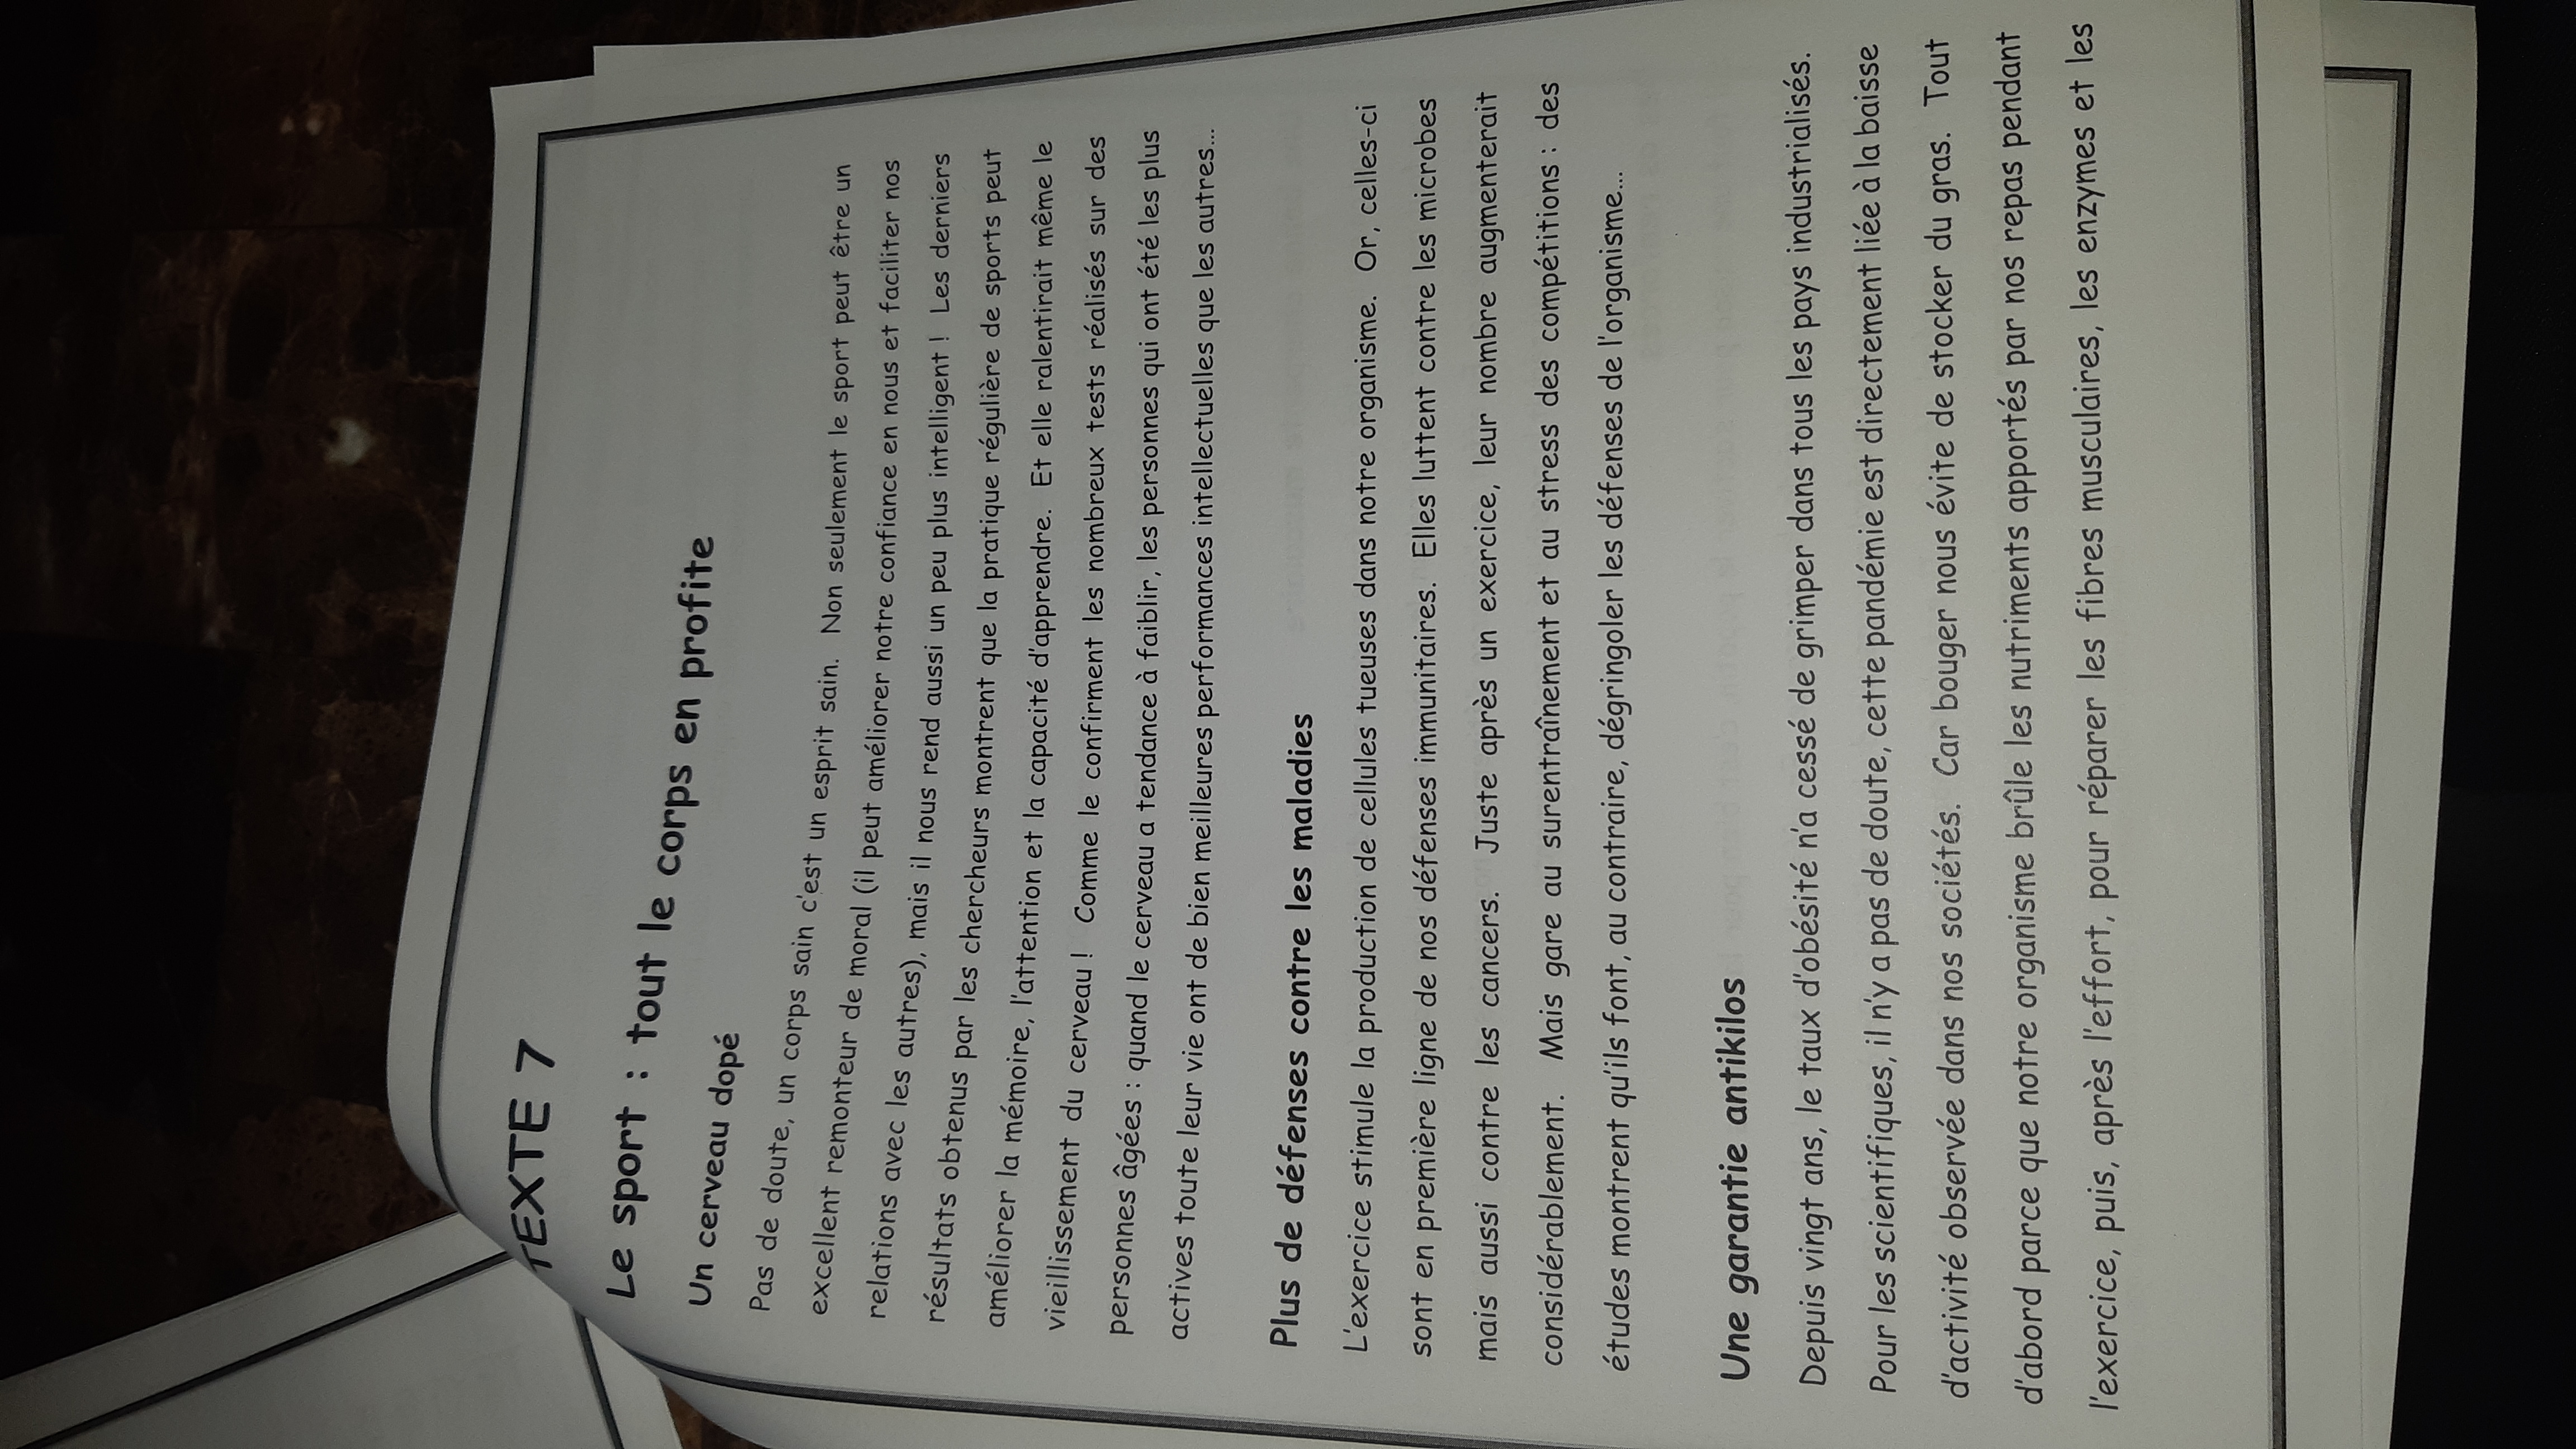 TEXTE 7
Le sport : tout le corps en profite
Un cerveau dopé
Pas de doute, un corps sain c'est un esprit sain. Non seulement le sport peut être un
excellent remonteur de moral (il peut améliorer notre confiance en nous et faciliter nos
relations avec les autres), mais il nous rend aussi un peu plus intelligent ! Les derniers
résultats obtenus par les chercheurs montrent que la pratique régulière de sports peut
améliorer la mémoire, l'attention et la capacité d'apprendre. Et elle ralentirait même le
vieillissement du cerveau ! Comme le confirment les nombreux tests réalisés sur des
personnes âgées : quand le cerveau a tendance à faiblir, les personnes qui ont été les plus
actives toute leur vie ont de bien meilleures performances intellectuelles que les autres...
Plus de défenses contre les maladies
L'exercice stimule la production de cellules tueuses dans notre organisme. Or, celles-ci
sont en première ligne de nos défenses immunitaires. Elles luttent contre les microbes
mais aussi contre les cancers. Juste après un exercice, leur nombre augmenterait
considérablement. Mais gare au surentraînement et au stress des compétitions : des
études montrent qu'ils font, au contraire, dégringoler les défenses de l'organisme...
Une garantie antikilos
Depuis vingt ans, le taux d'obésité n'a cessé de grimper dans tous les pays industrialisés.
Pour les scientifiques, il n'y a pas de doute, cette pandémie est directement liée à la baisse
d'activité observée dans nos sociétés. Car bouger nous évite de stocker du gras. Tout
d'abord parce que notre organisme brûle les nutriments apportés par nos repas pendant
l'exercice, puis, après l'effort, pour réparer les fibres musculaires, les enzymes et les